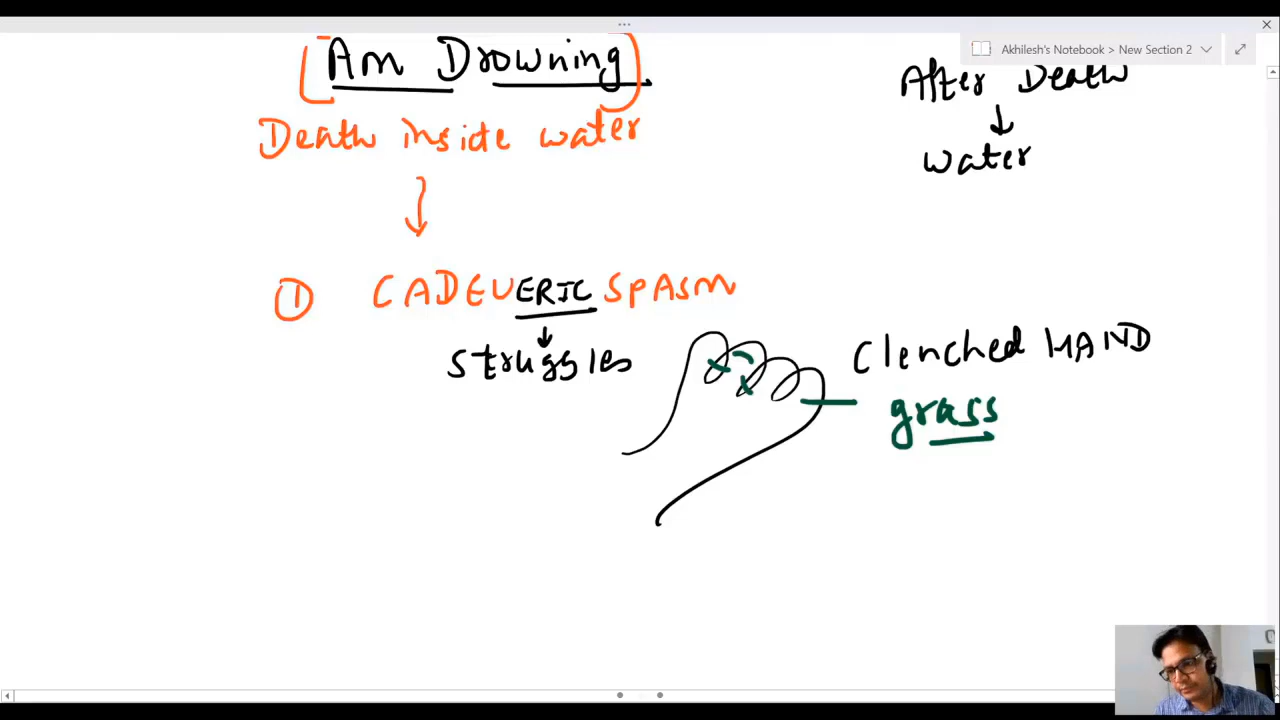 Akhilesh's Notebook > New Section 2
Am Drowning
After Death
Death inside water
water
1 CADEVERIC SPASM
struggles
Clenched HAND
grass